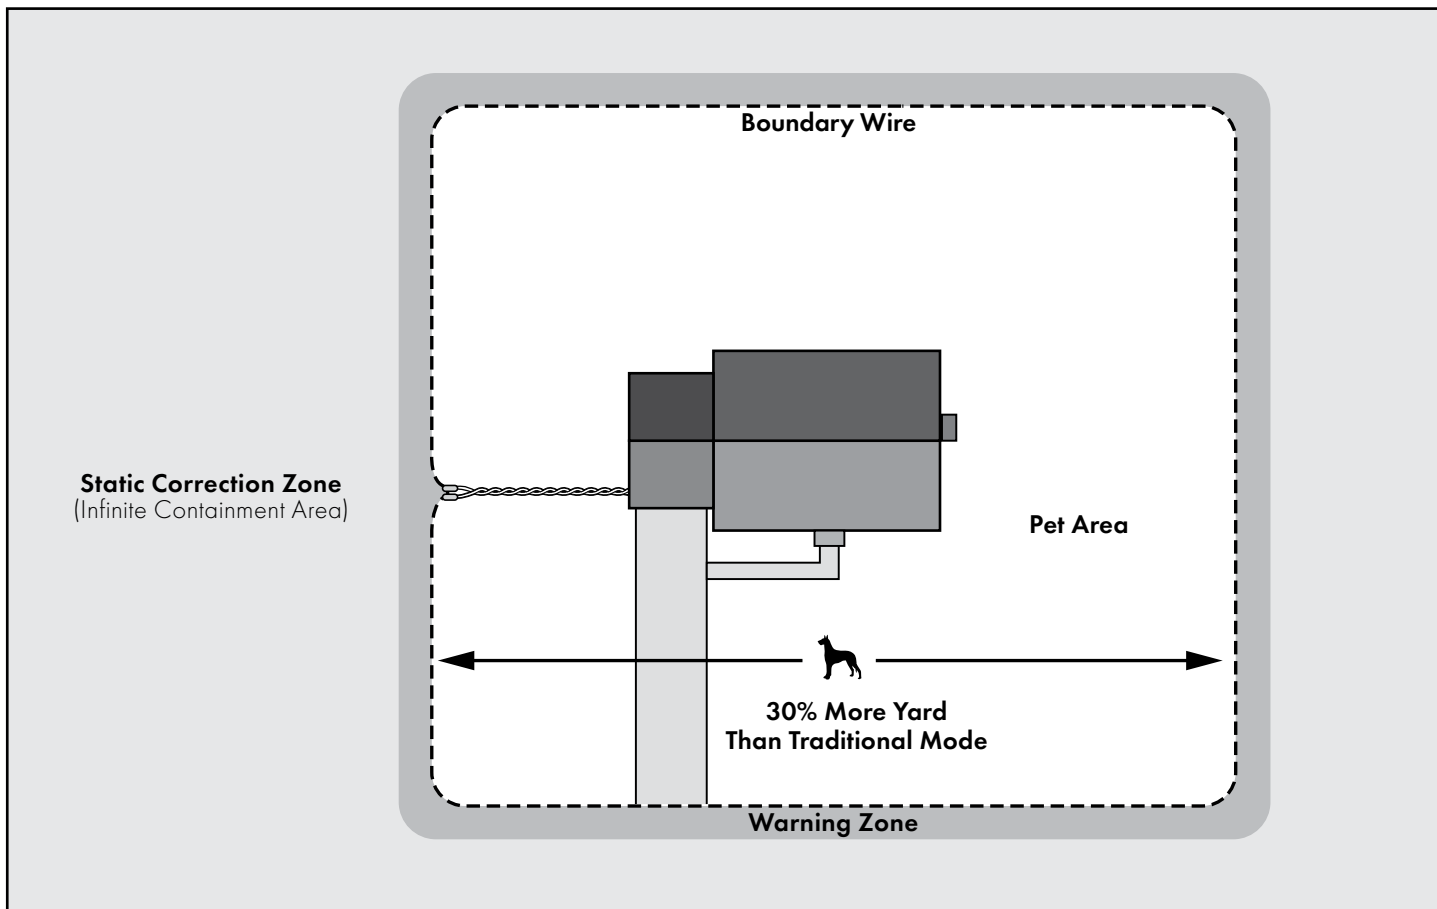 Boundary Wire
Static Correction Zone
(Infinite Containment Area)
Pet Area
30% More Yard
Than Traditional Mode
Warning Zone